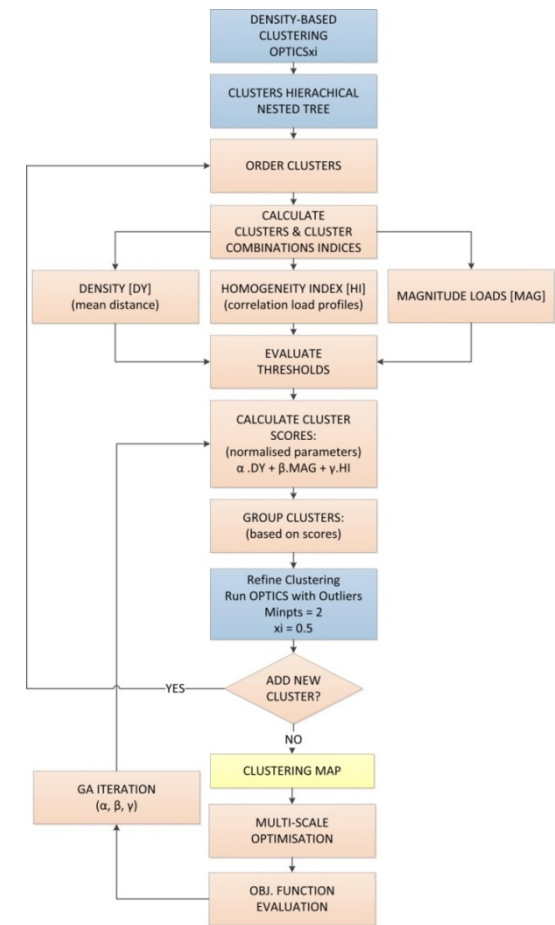 DENSITY-BASED
CLUSTERING
OPTICSxi
CLUSTERS HIERACHICAL
NESTED TREE
ORDER CLUSTERS
CALCULATE
CLUSTERS & CLUSTER
COMBINATIONS INDICES
DENSITY [DY]
(mean distance)
HOMOGENEITY INDEX [HI]
(correlation load profiles)
MAGNITUDE LOADS [MAG]
EVALUATE
THRESHOLDS
CALCULATE CLUSTER
SCORES:
(normalised parameters)
α .DY + β.MAG + γ.HI
GROUP CLUSTERS:
(based on scores)
Refine Clustering
Run OPTICS with Outliers
Minpts = 2
xi = 0.5
YES
ADD NEW
CLUSTER?
NO
CLUSTERING MAP
GA ITERATION
(α, β, γ)
MULTI-SCALE
OPTIMISATION
OBJ. FUNCTION
EVALUATION